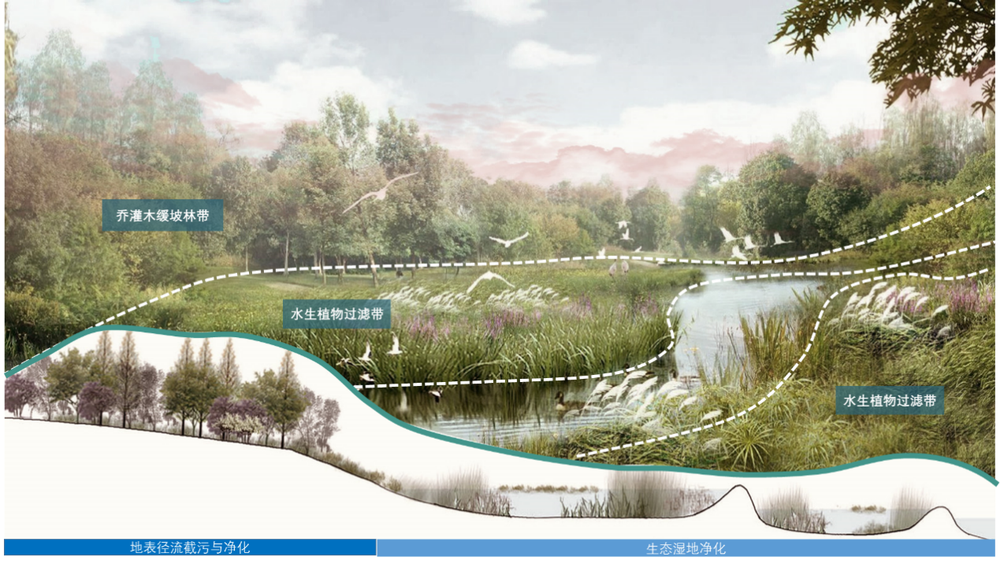 乔灌木缓坡林带
水生植物过滤带
水生植物过滤带
地表径流截污与净化
生态湿地净化